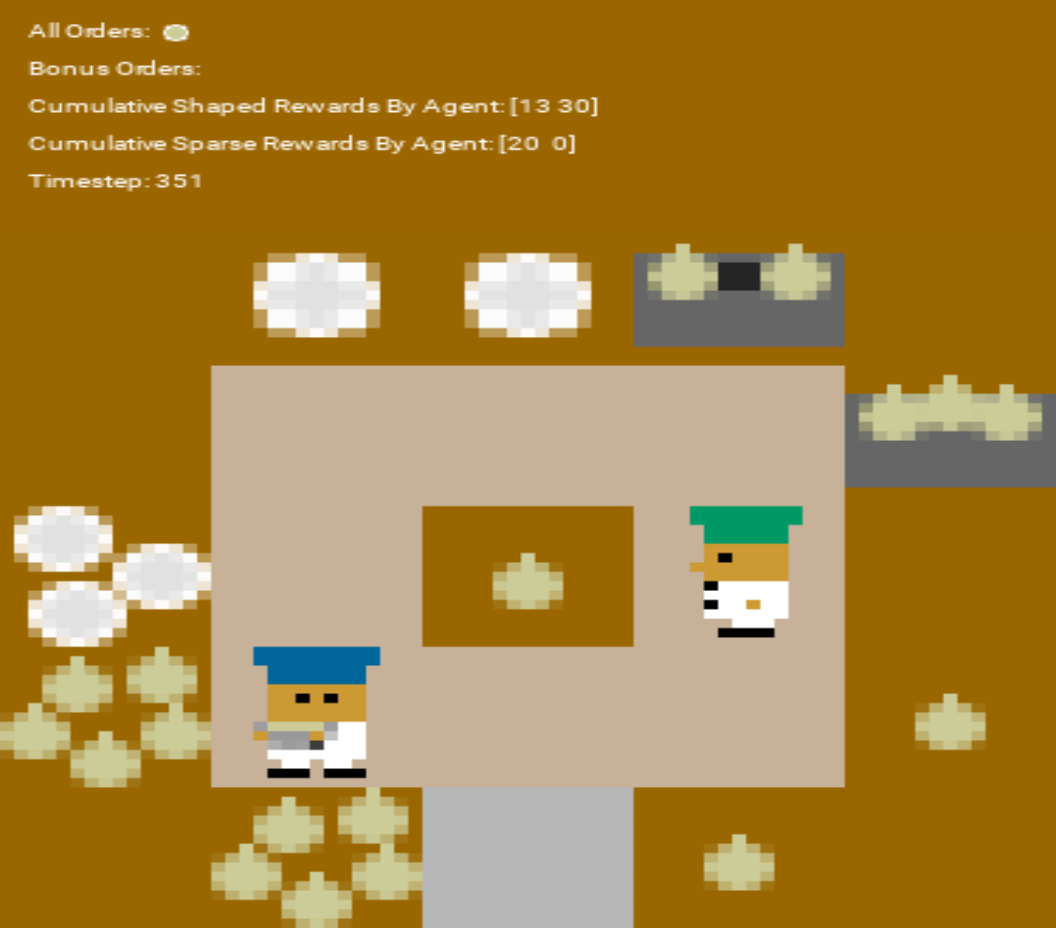 All Orders:
Bonus Orders:
Cumulative Shaped Rewards By Agent: [13 30]
Cumulative Sparse Rewards By Agent: [20  0]
Timestep: 351